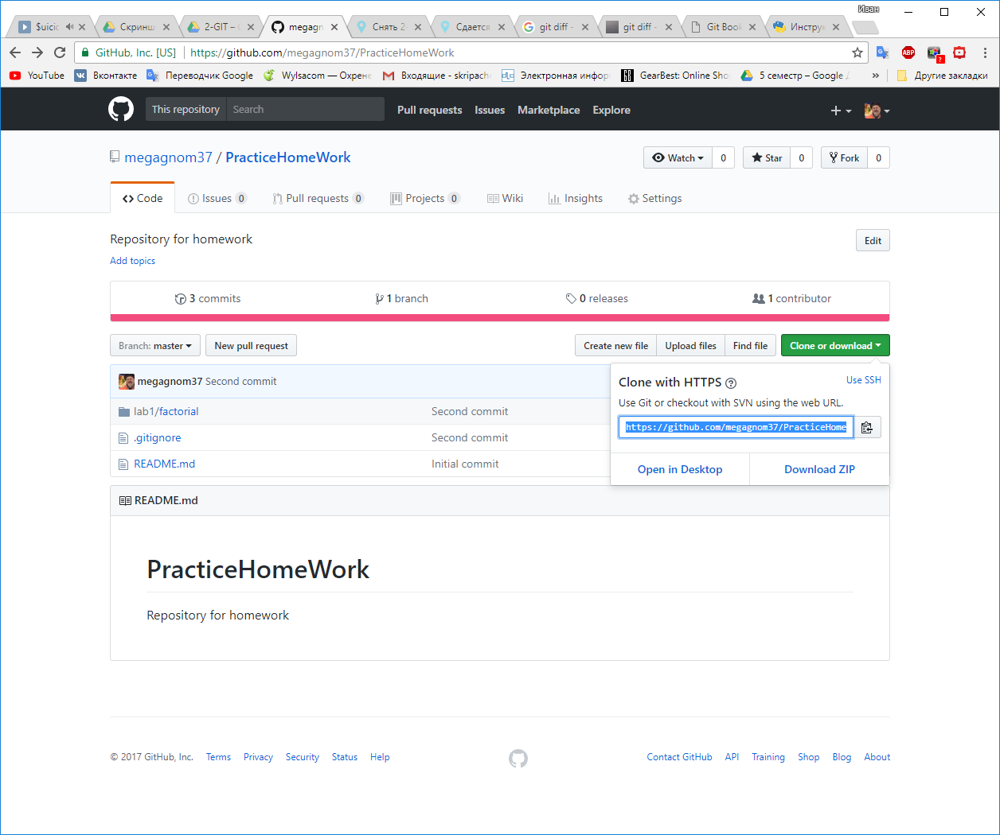 Иван
$uic
Скринш
2-GIT –
megagn
Снять 2-
Сдается
git diff -
git diff -
Git Book
Инстру
GitHub, Inc. [US] https://github.com/megagnom37/PracticeHomeWork
YouTube Вконтакте Переводчик Google Wylsacom — Охрене Входящие - skripach Электронная инфор GearBest: Online Sho 5 семестр – Google » Другие закладки
This repository Search Pull requests Issues Marketplace Explore
megagnom37 / PracticeHomeWork Watch 0 Star 0 Fork 0
Code Issues 0 Pull requests 0 Projects 0 Wiki Insights Settings
Repository for homework Edit
Add topics
3 commits 1 branch 0 releases 1 contributor
Branch: master New pull request Create new file Upload files Find file Clone or download
megagnom37 Second commit
lab1/factorial Second commit
.gitignore Second commit
README.md Initial commit
Clone with HTTPS ? Use SSH
Use Git or checkout with SVN using the web URL.
https://github.com/megagnom37/PracticeHome
Open in Desktop Download ZIP
README.md
PracticeHomeWork
Repository for homework
© 2017 GitHub, Inc. Terms Privacy Security Status Help Contact GitHub API Training Shop Blog About